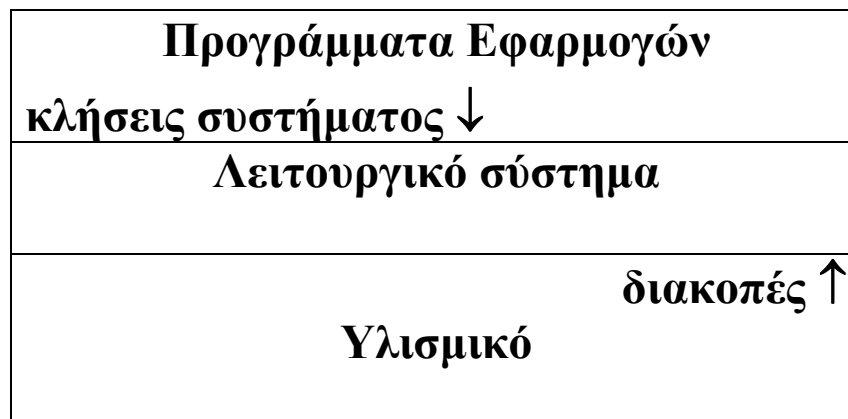 Προγράμματα Εφαρμογών
κλήσεις συστήματος ↓
Λειτουργικό σύστημα
διακοπές ↑
Υλισμικό